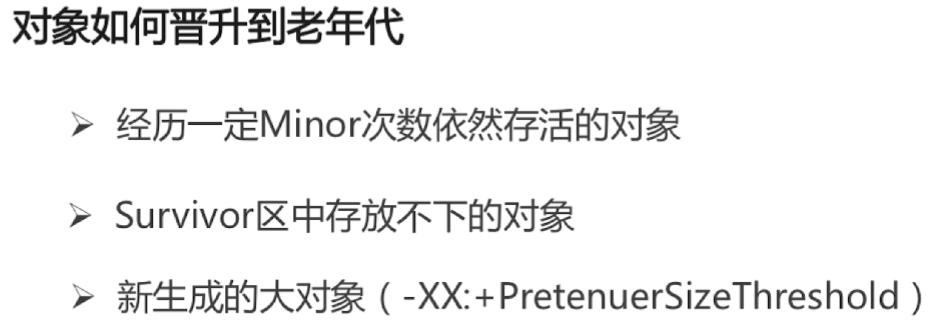 对象如何晋升到老年代
➢ 经历一定Minor次数依然存活的对象
➢ Survivor区中存放不下的对象
➢ 新生成的大对象（-XX:+PretenuerSizeThreshold）